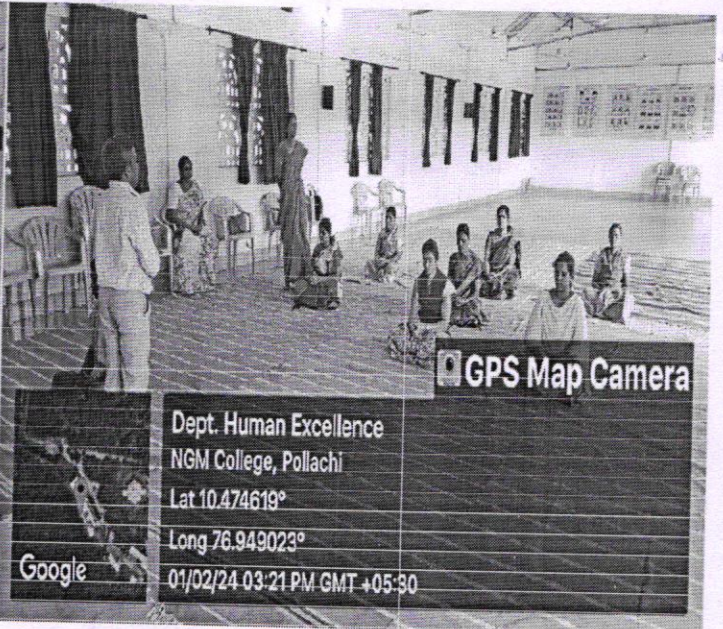 GPS Map Camera
Dept. Human Excellence
NGM College, Pollachi
Lat 10.474619°
Long 76.949023°
01/02/24 03:21 PM GMT +05:30
Google